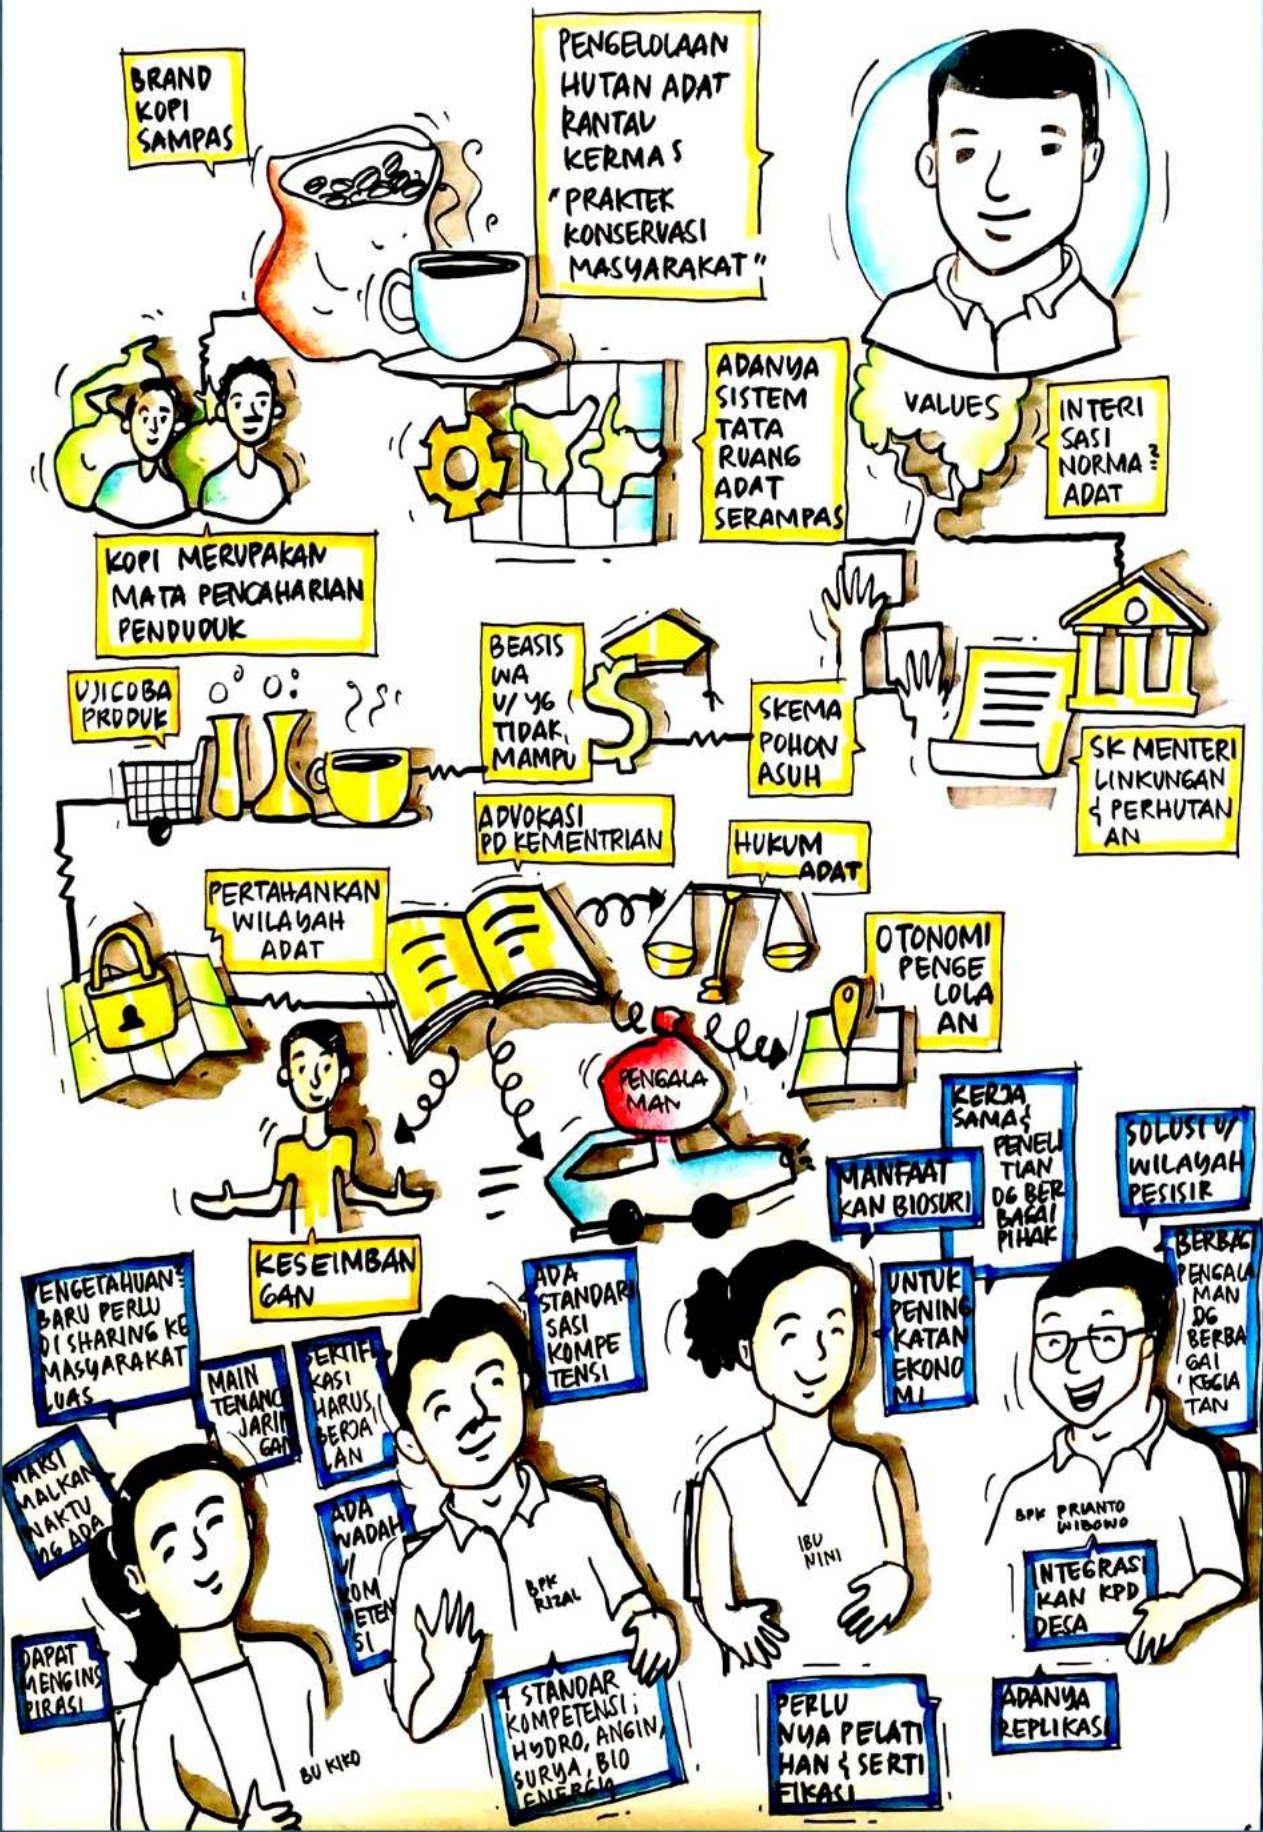 BRAND
KOPI
SAMPAS
PENGELOLAAN
HUTAN ADAT
RANTAU
KERMAS
"PRAKTEK
KONSERVASI
MASYARAKAT"
ADANYA
SISTEM
TATA
RUANG
ADAT
SERAMPAS
VALUES
INTERI
SASI
NORMA²
ADAT
KOPI MERUPAKAN
MATA PENCAHARIAN
PENDUDUK
UJICOBA
PRODUK
BEASIS
WA
U/ YG
TIDAK
MAMPU
SKEMA
POHON
ASUH
SK MENTERI
LINKUNGAN
& PERHUTAN
AN
ADVOKASI
PD KEMENTRIAN
HUKUM
ADAT
PERTAHANKAN
WILAYAH
ADAT
OTONOMI
PENGE
LOLA
AN
PENGALA
MAN
KESEIMBAN
GAN
KERJA
SAMA &
PENELI
TIAN
DG BER
BAGAI
PIHAK
MANFAAT
KAN BIOSURI
SOLUSI U/
WILAYAH
PESISIR
BERBAGI
PENGALA
MAN
DG
BERBA
GAI
KEGIA
TAN
UNTUK
PENING
KATAN
EKONO
MI
PENGETAHUAN²
BARU PERLU
DI SHARING KE
MASYARAKAT
LUAS
MAIN
TENANC
JARIN
GAN
SERTIFI
KASI
HARUS
BERJA
LAN
ADA
STANDARI
SASI
KOMPE
TENSI
MAKSI
MALKAN
WAKTU
YG ADA
ADA
WADAH
U/
KOM
PETEN
SI
DAPAT
MENGINS
PIRASI
IBU KIKO
BPK
RIZAL
4 STANDAR
KOMPETENSI;
HYDRO, ANGIN,
SURYA, BIO
ENERGY
IBU
NINI
PERLU
NYA PELATI
HAN & SERTI
FIKASI
BPK PRIANTO
WIBOWO
INTEGRASI
KAN KPD
DESA
ADANYA
REPLIKASI